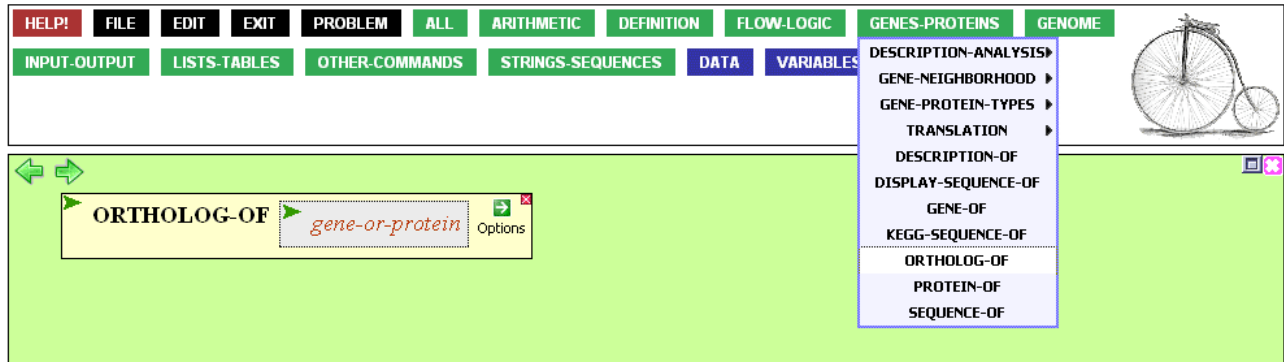 HELP! FILE EDIT EXIT PROBLEM ALL ARITHMETIC DEFINITION FLOW-LOGIC GENES-PROTEINS GENOME
INPUT-OUTPUT LISTS-TABLES OTHER-COMMANDS STRINGS-SEQUENCES DATA VARIABLES
DESCRIPTION-ANALYSIS
GENE-NEIGHBORHOOD
GENE-PROTEIN-TYPES
TRANSLATION
DESCRIPTION-OF
DISPLAY-SEQUENCE-OF
GENE-OF
KEGG-SEQUENCE-OF
ORTHOLOG-OF
PROTEIN-OF
SEQUENCE-OF
ORTHOLOG-OF gene-or-protein Options